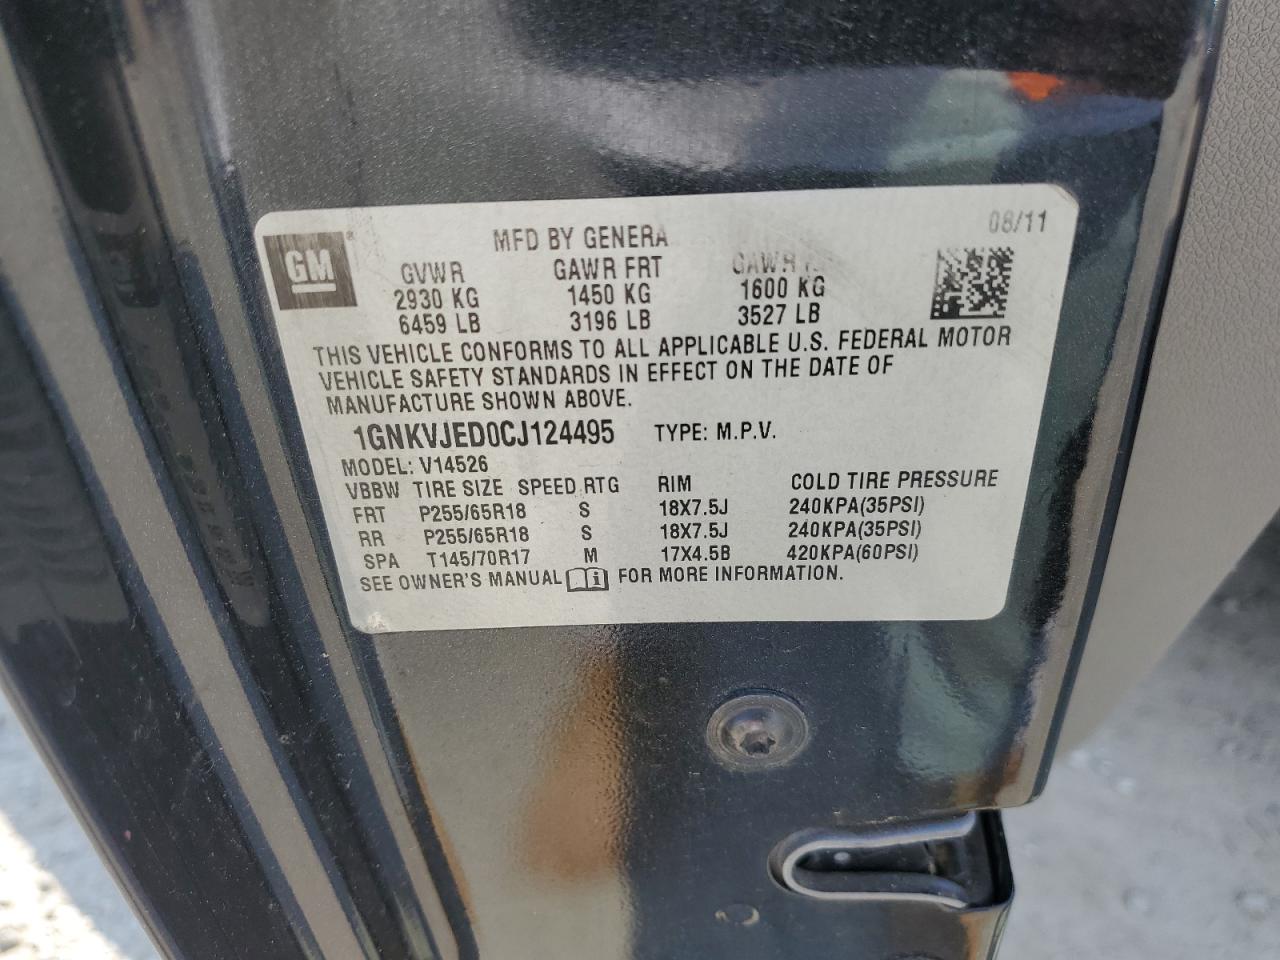 08/11
GM
®
MFD BY GENERA
GVWR GAWR FRT GAWR
2930 KG 1450 KG 1600 KG
6459 LB 3196 LB 3527 LB
THIS VEHICLE CONFORMS TO ALL APPLICABLE U.S. FEDERAL MOTOR
VEHICLE SAFETY STANDARDS IN EFFECT ON THE DATE OF
MANUFACTURE SHOWN ABOVE.
1GNKVJED0CJ124495 TYPE: M.P.V.
MODEL: V14526
VBBW TIRE SIZE SPEED RTG RIM COLD TIRE PRESSURE
FRT P255/65R18 S 18X7.5J 240KPA(35PSI)
RR P255/65R18 S 18X7.5J 240KPA(35PSI)
SPA T145/70R17 M 17X4.5B 420KPA(60PSI)
SEE OWNER'S MANUAL i FOR MORE INFORMATION.